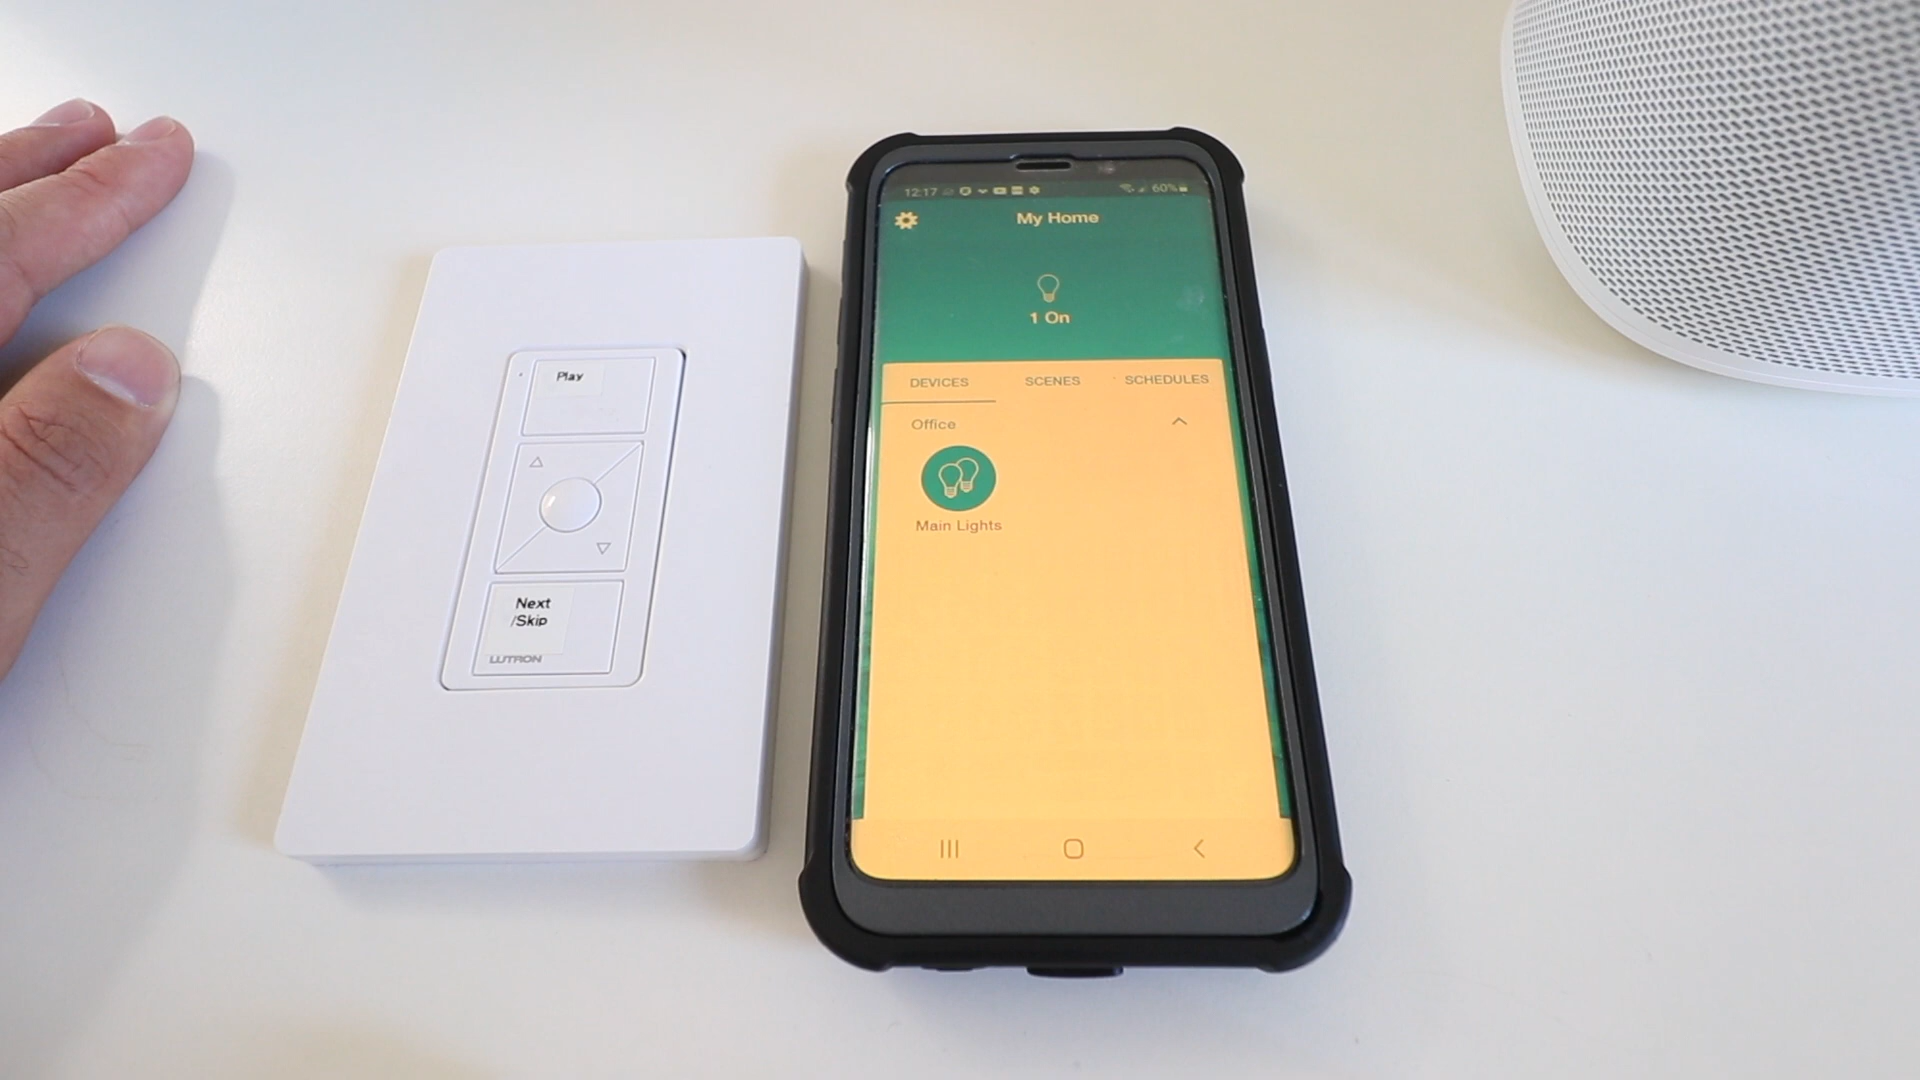 Play
Next
/Skip
LUTRON
12:17
60%
My Home
1 On
DEVICES
SCENES
SCHEDULES
Office
Main Lights